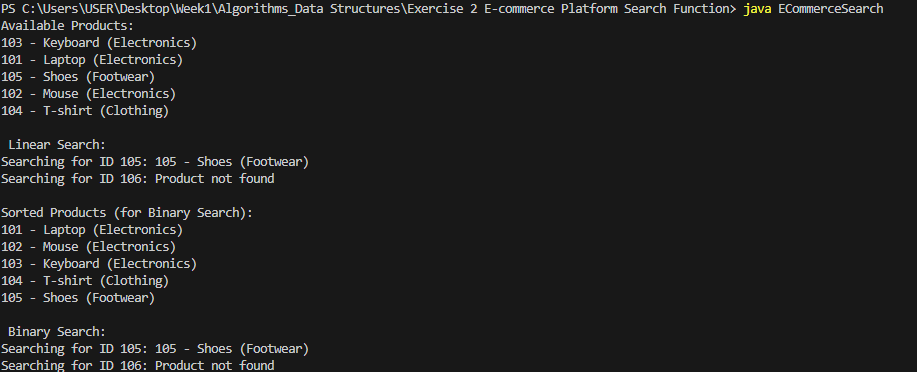 PS C:\Users\USER\Desktop\Week1\Algorithms_Data Structures\Exercise 2 E-commerce Platform Search Function> java ECommerceSearch
Available Products:
103 - Keyboard (Electronics)
101 - Laptop (Electronics)
105 - Shoes (Footwear)
102 - Mouse (Electronics)
104 - T-shirt (Clothing)
Linear Search:
Searching for ID 105: 105 - Shoes (Footwear)
Searching for ID 106: Product not found
Sorted Products (for Binary Search):
101 - Laptop (Electronics)
102 - Mouse (Electronics)
103 - Keyboard (Electronics)
104 - T-shirt (Clothing)
105 - Shoes (Footwear)
Binary Search:
Searching for ID 105: 105 - Shoes (Footwear)
Searching for ID 106: Product not found